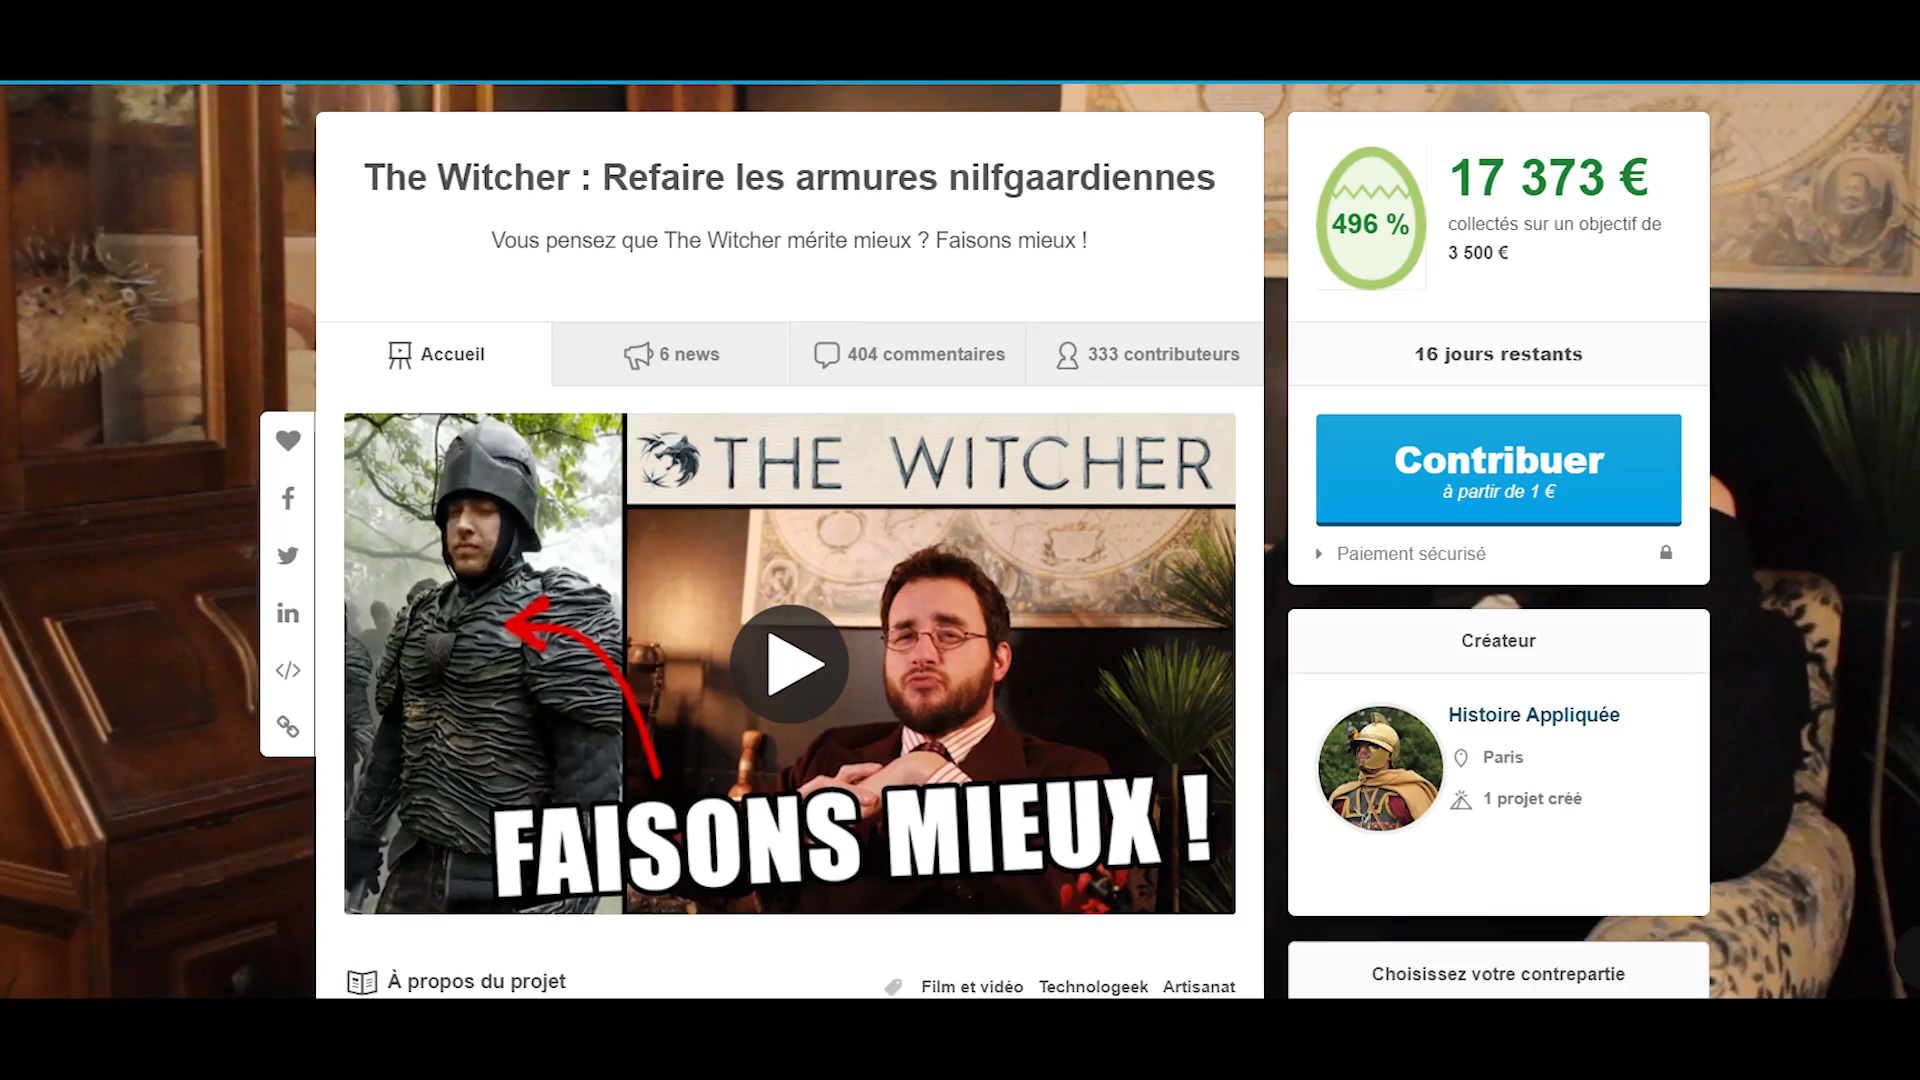 The Witcher : Refaire les armures nilfgaardiennes
Vous pensez que The Witcher mérite mieux ? Faisons mieux !
Accueil
6 news
404 commentaires
333 contributeurs
THE WITCHER
FAISONS MIEUX !
À propos du projet
Film et vidéo Technologeek Artisanat
496 %
17 373 €
collectés sur un objectif de
3 500 €
16 jours restants
Contribuer
à partir de 1 €
Paiement sécurisé
Créateur
Histoire Appliquée
Paris
1 projet créé
Choisissez votre contrepartie